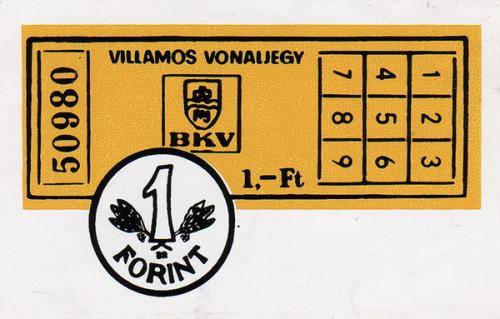 50980
VILLAMOS VONALJEGY
BKV
1,–Ft
7 4 1
8 5 2
9 6 3
1
FORINT